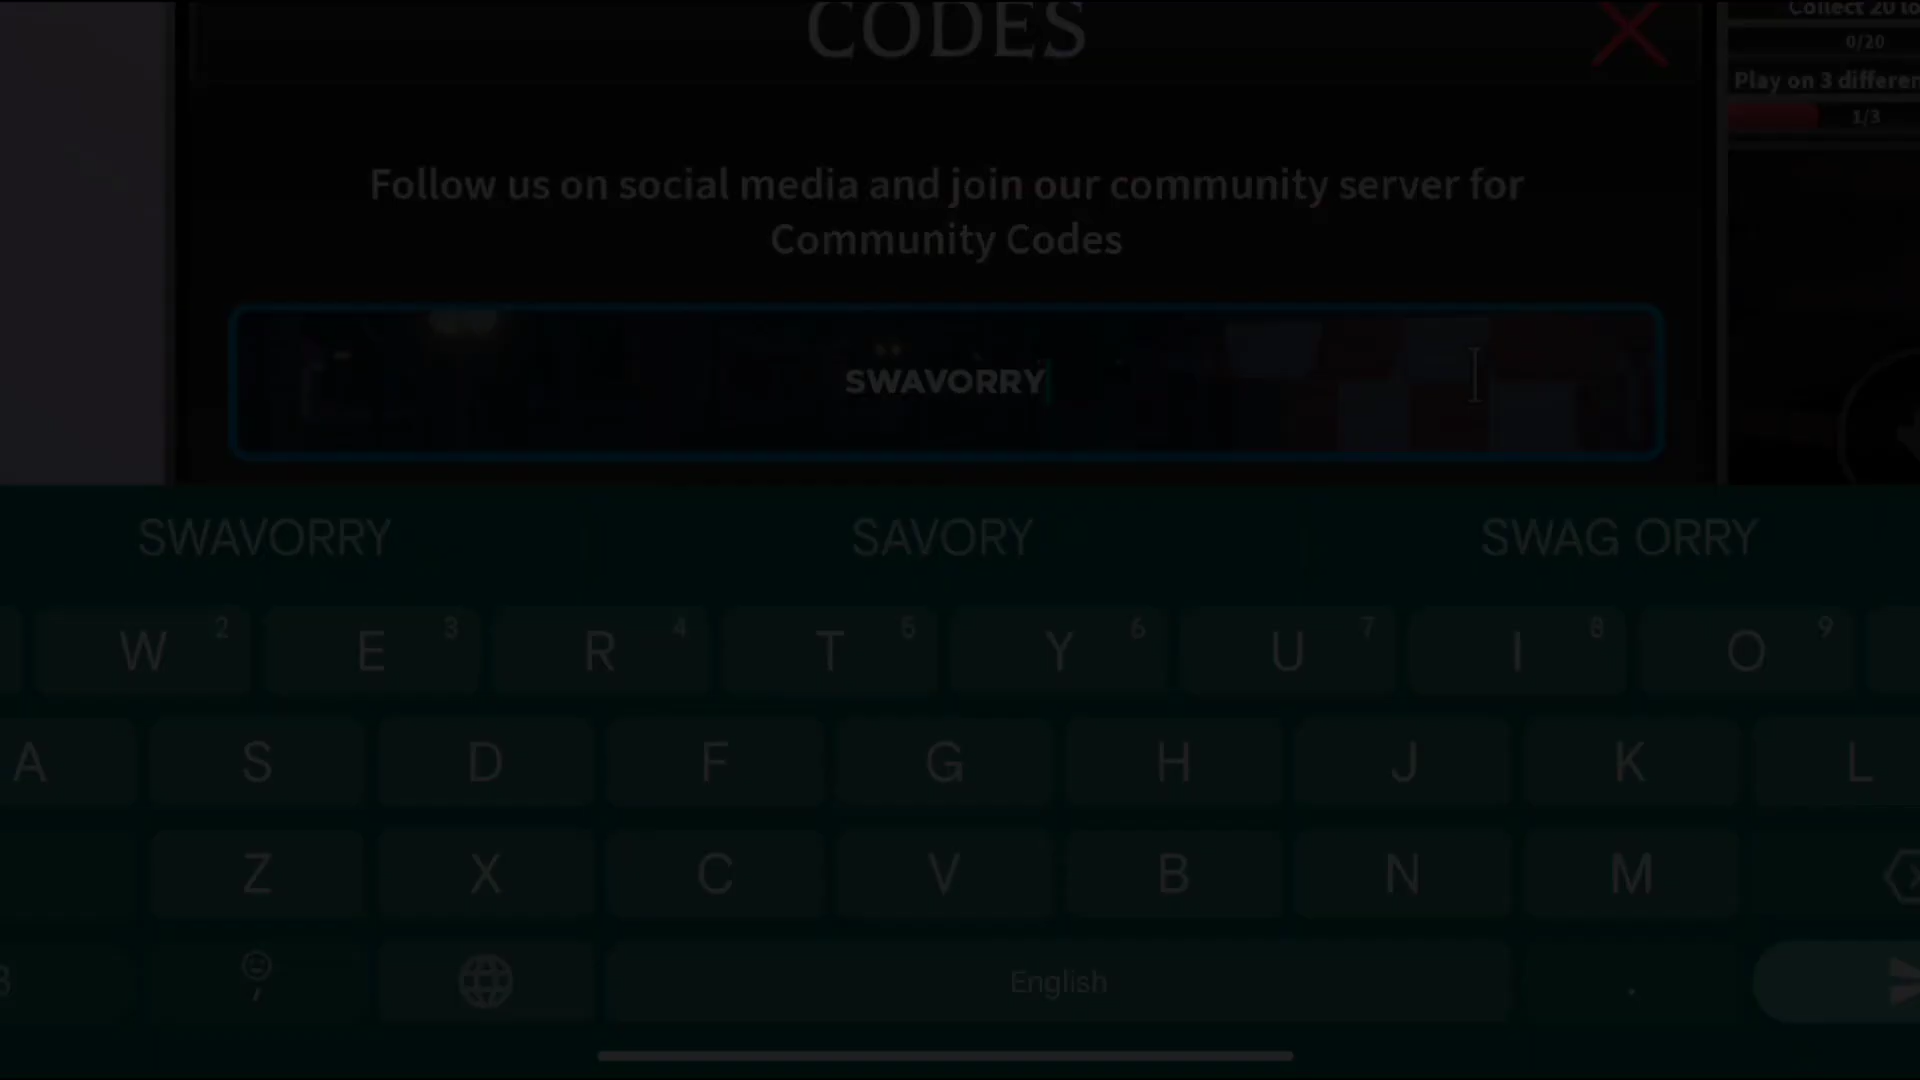 CODES
Collect 20 lo
0/20
Play on 3 differen
1/3
Follow us on social media and join our community server for
Community Codes
SWAVORRY
SWAVORRY SAVORY SWAG ORRY
W 2 E 3 R 4 T 5 Y 6 U 7 I 8 O 9
A S D F G H J K L
Z X C V B N M
English .